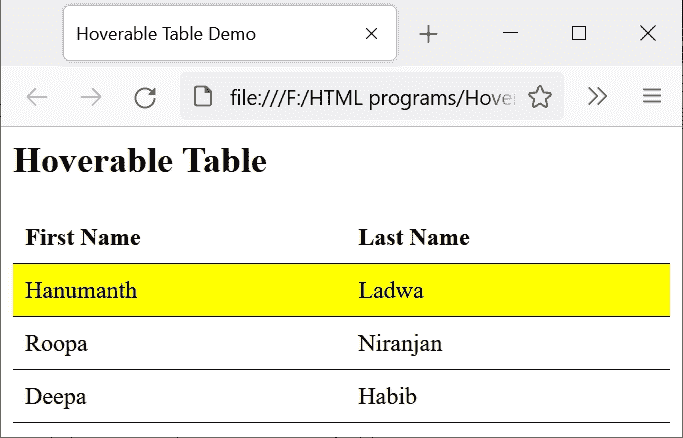 Hoverable Table Demo
file:///F:/HTML programs/Hover
Hoverable Table
First Name Last Name
Hanumanth Ladwa
Roopa Niranjan
Deepa Habib